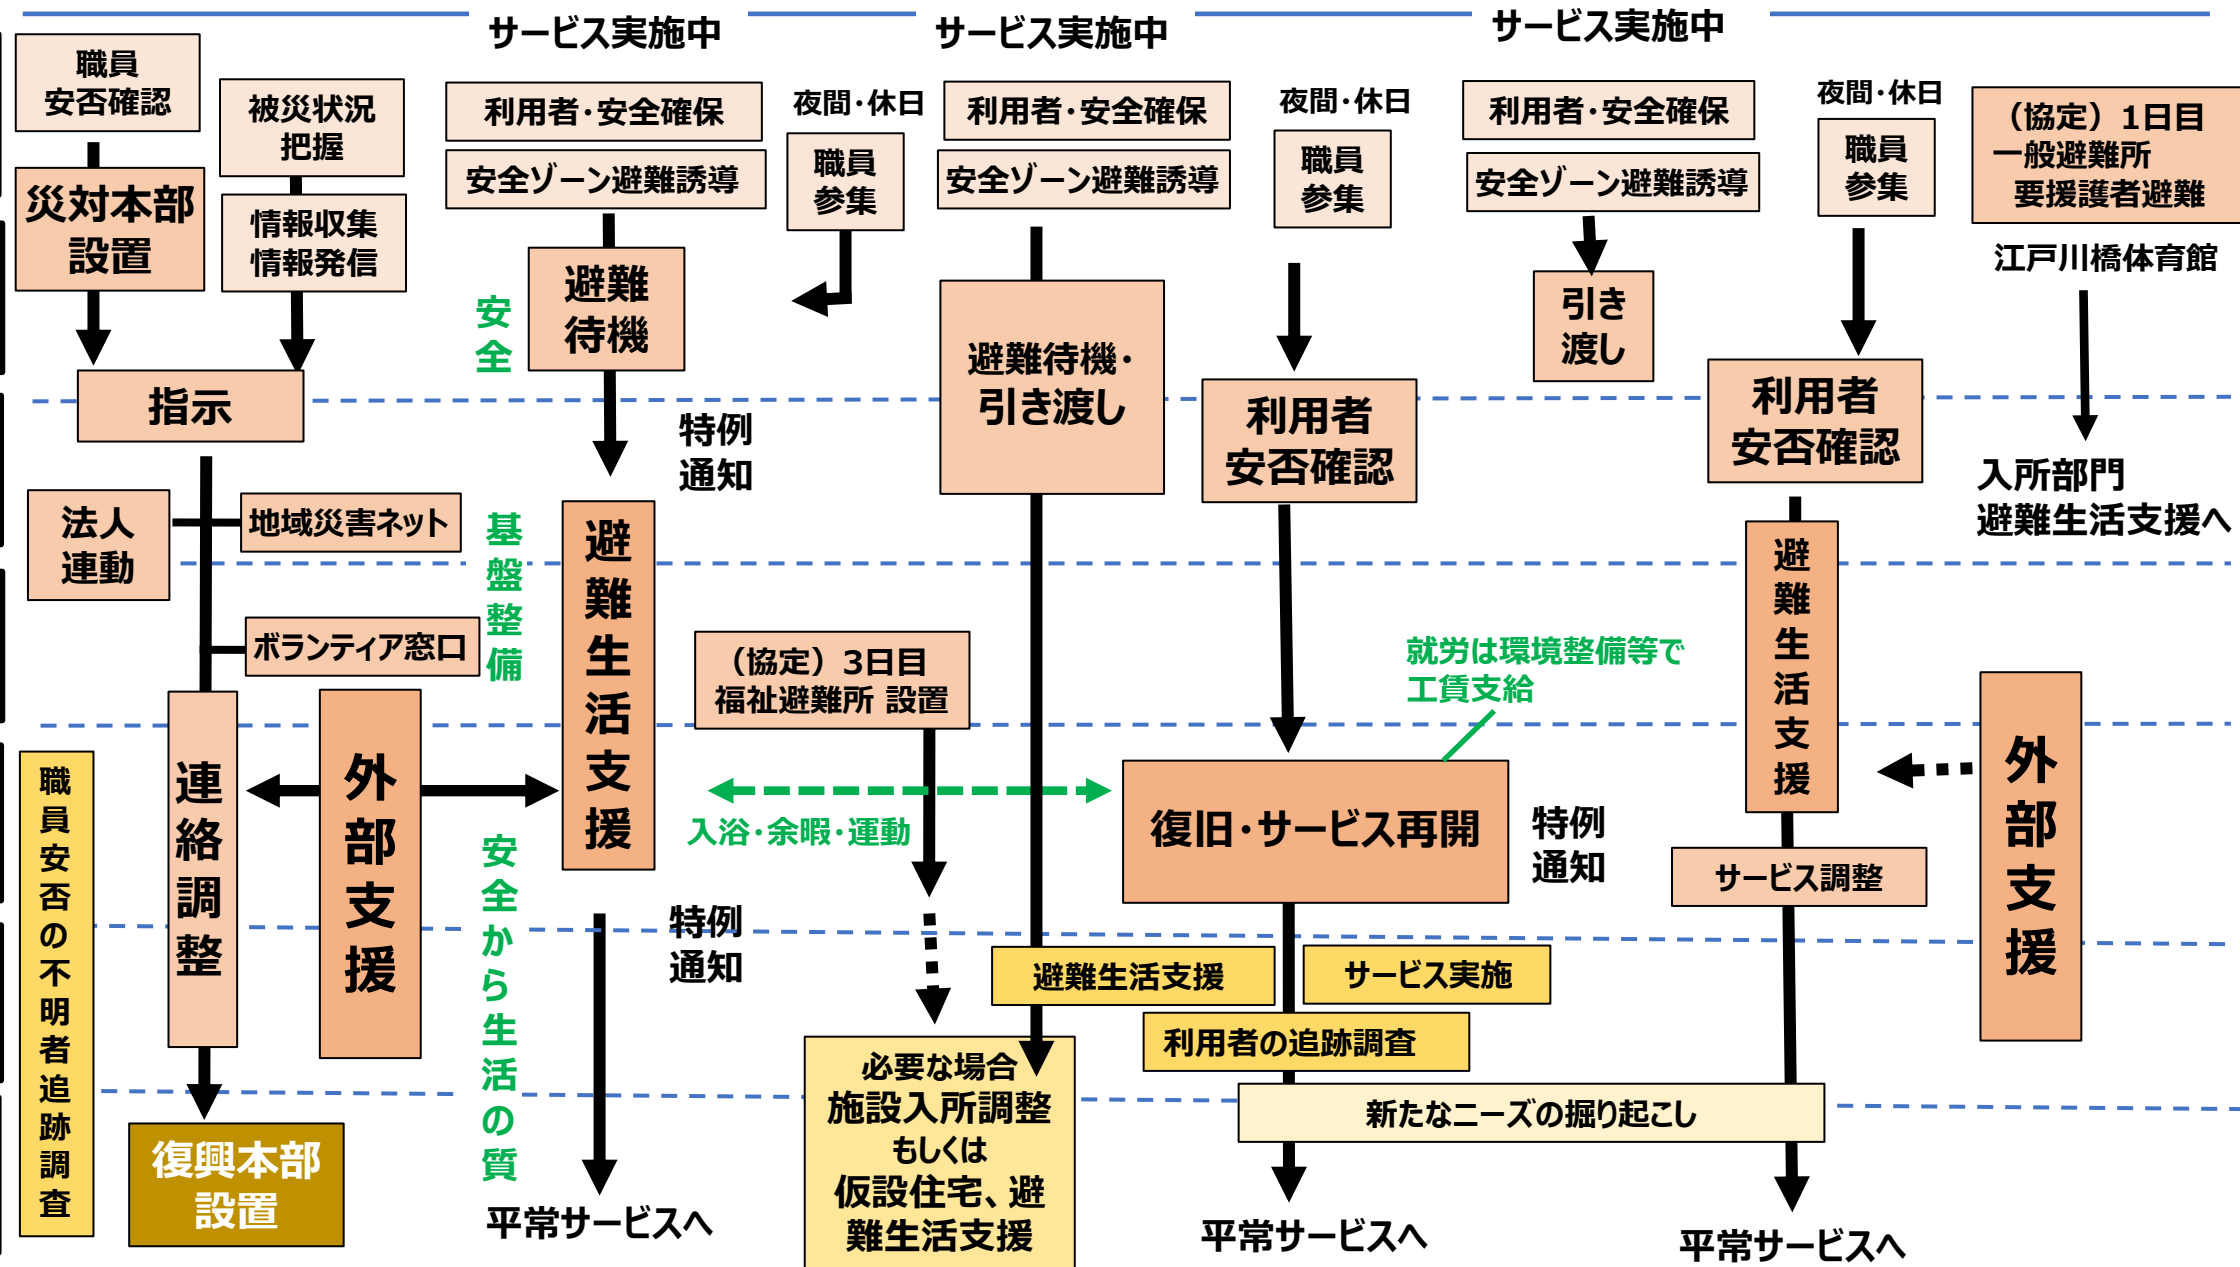 サービス実施中
サービス実施中
サービス実施中
職員
安否確認
被災状況
把握
災対本部
設置
情報収集
情報発信
指示
法人
連動
地域災害ネット
ボランティア窓口
連絡調整
外部支援
職員安否の不明者追跡調査
復興本部
設置
利用者・安全確保
安全ゾーン避難誘導
夜間・休日
職員
参集
避難
待機
安全
特例
通知
基盤整備
避難生活支援
(協定)3日目
福祉避難所 設置
入浴・余暇・運動
安全から生活の質
特例
通知
平常サービスへ
利用者・安全確保
安全ゾーン避難誘導
夜間・休日
職員
参集
避難待機・
引き渡し
利用者
安否確認
就労は環境整備等で
工賃支給
復旧・サービス再開
特例
通知
避難生活支援
サービス実施
利用者の追跡調査
必要な場合
施設入所調整
もしくは
仮設住宅、避
難生活支援
新たなニーズの掘り起こし
平常サービスへ
利用者・安全確保
安全ゾーン避難誘導
夜間・休日
職員
参集
引き
渡し
利用者
安否確認
避難生活支援
サービス調整
外部支援
平常サービスへ
(協定)1日目
一般避難所
要援護者避難
江戸川橋体育館
入所部門
避難生活支援へ